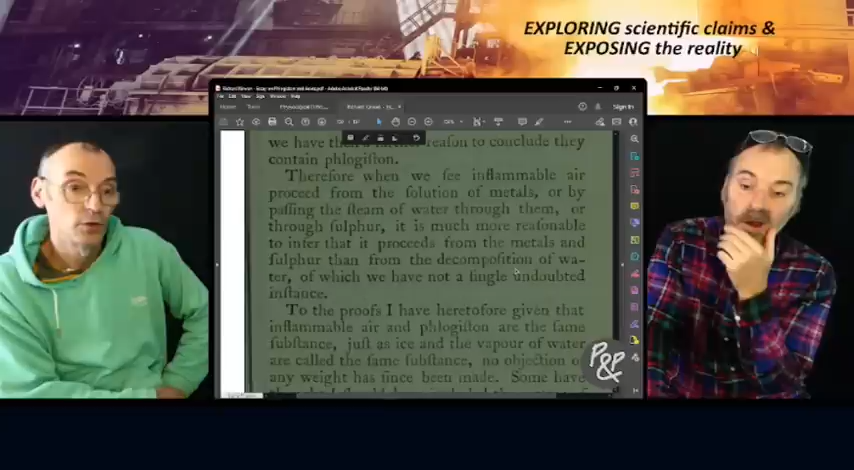 EXPLORING scientific claims &
EXPOSING the reality
Home Tools
Sign In
we have then a reason to conclude they
contain phlogiſton.
Therefore when we ſee inflammable air
proceed from the ſolution of metals, or by
paſſing the ſteam of water through them, or
through ſulphur, it is much more reaſonable
to infer that it proceeds from the metals and
ſulphur than from the decompoſition of wa-
ter, of which we have not a ſingle undoubted
inſtance.
To the proofs I have heretofore given that
inflammable air and phlogiſton are the ſame
ſubſtance, juſt as ice and the vapour of water
are called the ſame ſubſtance, no objection of
any weight has ſince been made. Some have
P&P